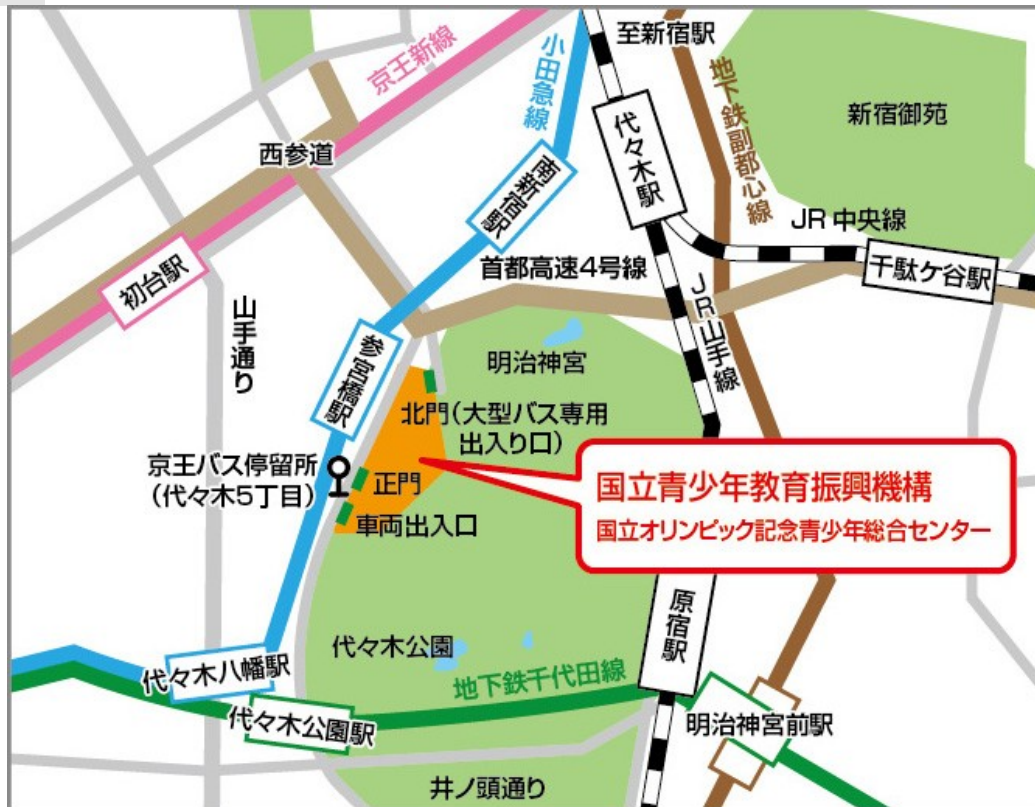 至新宿駅
京王新線
小田急線
地下鉄副都心線
新宿御苑
代々木駅
西参道
南新宿駅
JR中央線
千駄ケ谷駅
初台駅
首都高速4号線
JR山手線
山手通り
参宮橋駅
明治神宮
北門(大型バス専用
出入り口)
京王バス停留所
(代々木5丁目)
正門
車両出入口
国立青少年教育振興機構
国立オリンピック記念青少年総合センター
原宿駅
代々木公園
代々木八幡駅
地下鉄千代田線
代々木公園駅
明治神宮前駅
井ノ頭通り